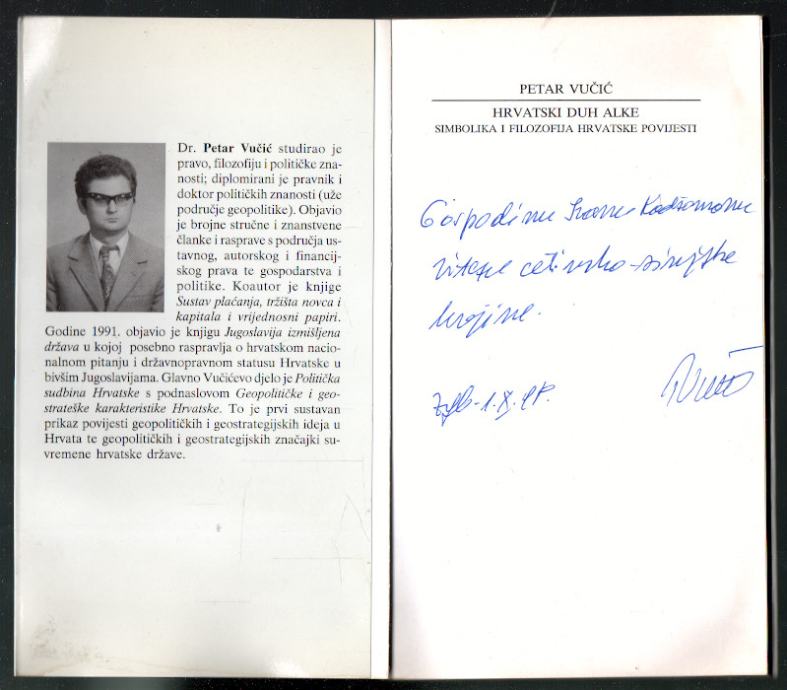 Dr. Petar Vučić studirao je
pravo, filozofiju i političke zna-
nosti; diplomirani je pravnik i
doktor političkih znanosti (uže
područje geopolitike). Objavio
je brojne stručne i znanstvene
članke i rasprave s područja us-
tavnog, autorskog i financij-
skog prava te gospodarstva i
politike. Koautor je knjige
Sustav plaćanja, tržišta novca i
kapitala i vrijednosni papiri.
Godine 1991. objavio je knjigu Jugoslavija izmišljena
država u kojoj posebno raspravlja o hrvatskom nacio-
nalnom pitanju i državnopravnom statusu Hrvatske u
bivšim Jugoslavijama. Glavno Vučićevo djelo je Politička
sudbina Hrvatske s podnaslovom Geopolitičke i geo-
strateške karakteristike Hrvatske. To je prvi sustavan
prikaz povijesti geopolitičkih i geostrategijskih ideja u
Hrvata te geopolitičkih i geostrategijskih značajki su-
vremene hrvatske države.
PETAR VUČIĆ
HRVATSKI DUH ALKE
SIMBOLIKA I FILOZOFIJA HRVATSKE POVIJESTI
Gospodinu
cetinsko-sinjske
krajine.